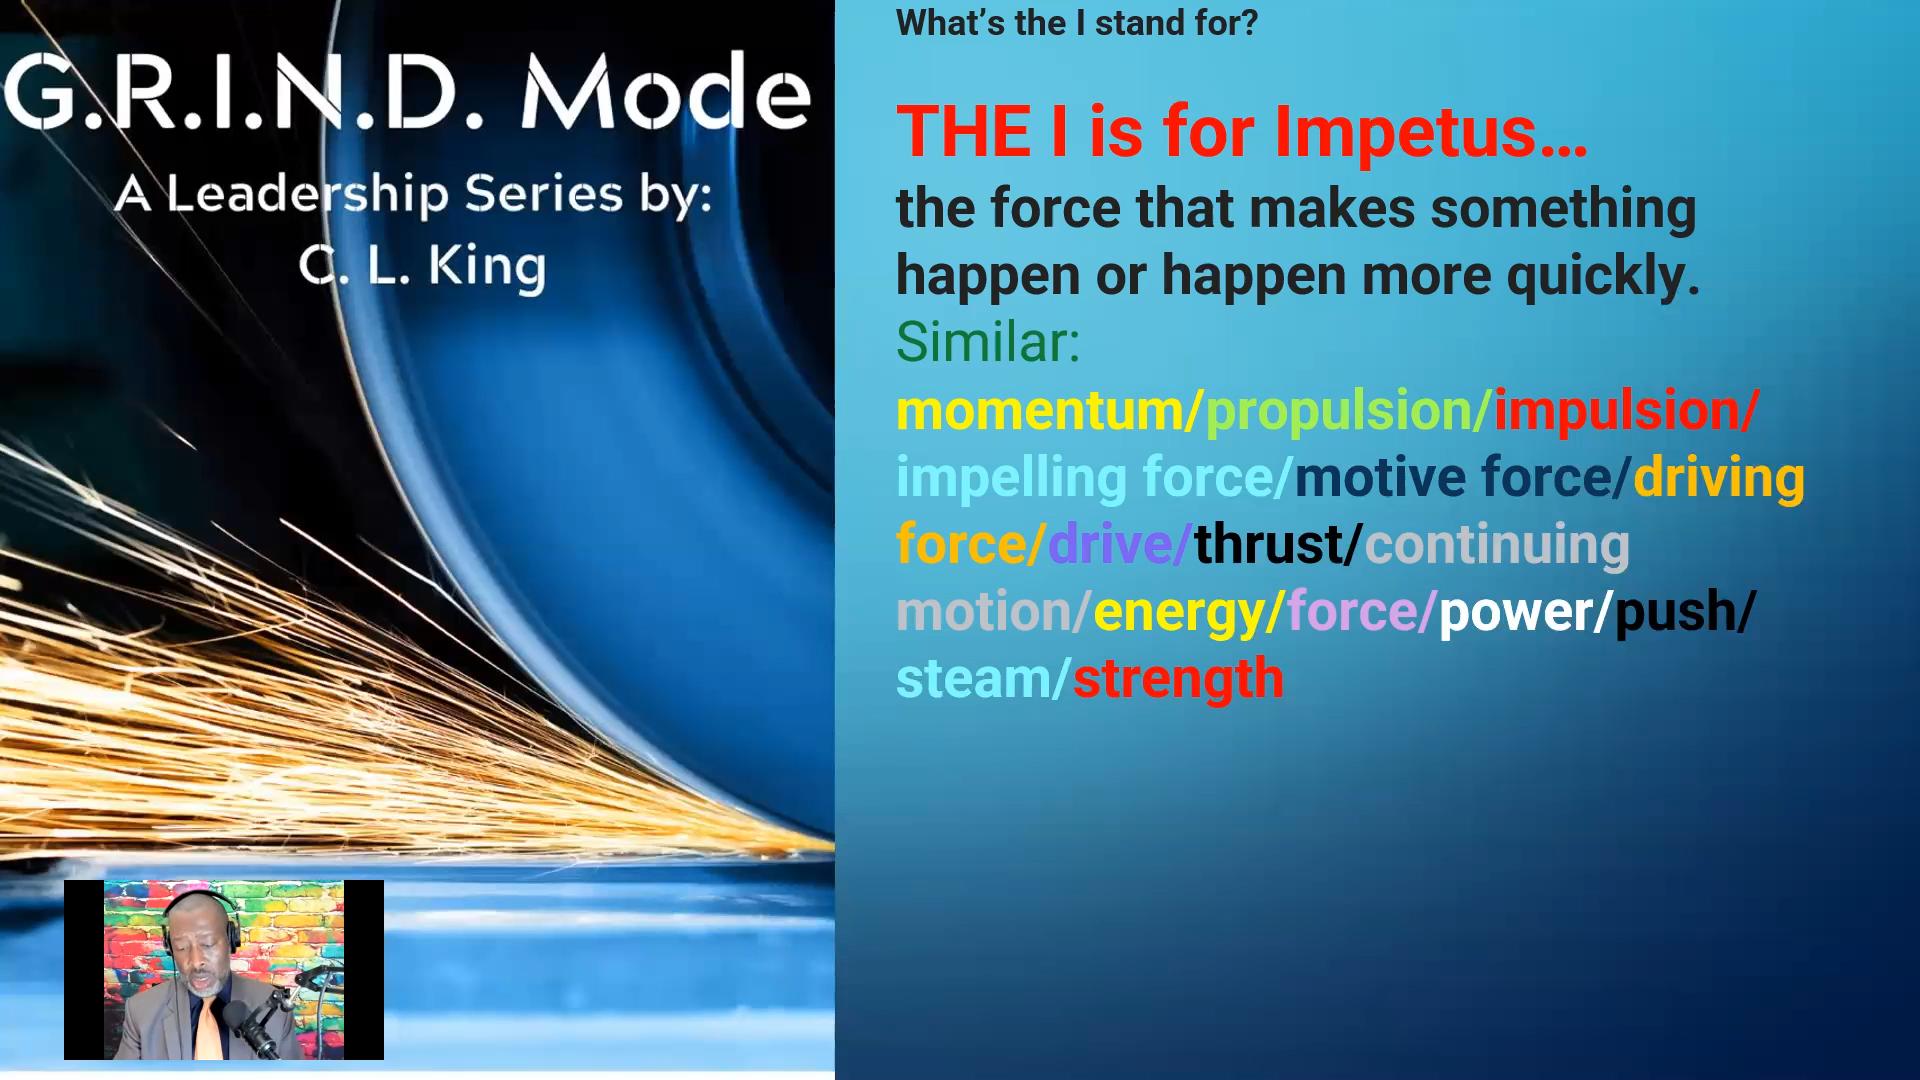 G.R.I.N.D. Mode
A Leadership Series by:
C. L. King
What’s the I stand for?
THE I is for Impetus…
the force that makes something
happen or happen more quickly.
Similar:
momentum/propulsion/impulsion/
impelling force/motive force/driving
force/drive/thrust/continuing
motion/energy/force/power/push/
steam/strength